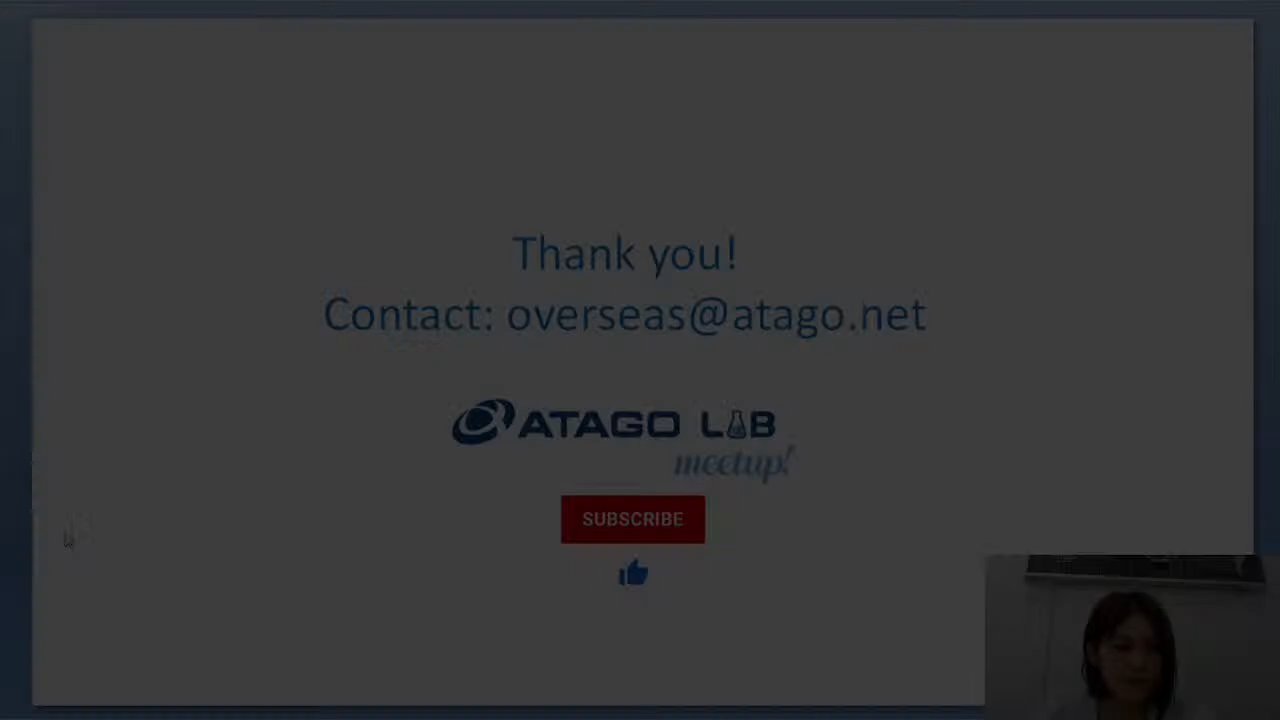 Thank you!
Contact: overseas@atago.net
ATAGO LAB
meetup!
SUBSCRIBE